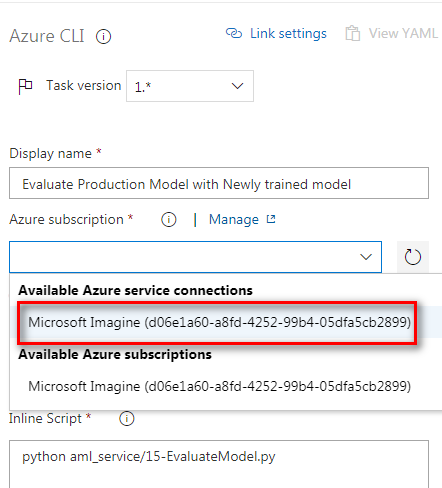 Azure CLI
Link settings
View YAML
Task version
1.*
Display name *
Evaluate Production Model with Newly trained model
Azure subscription *
| Manage
Available Azure service connections
Microsoft Imagine (d06e1a60-a8fd-4252-99b4-05dfa5cb2899)
Available Azure subscriptions
Microsoft Imagine (d06e1a60-a8fd-4252-99b4-05dfa5cb2899)
Inline Script *
python aml_service/15-EvaluateModel.py